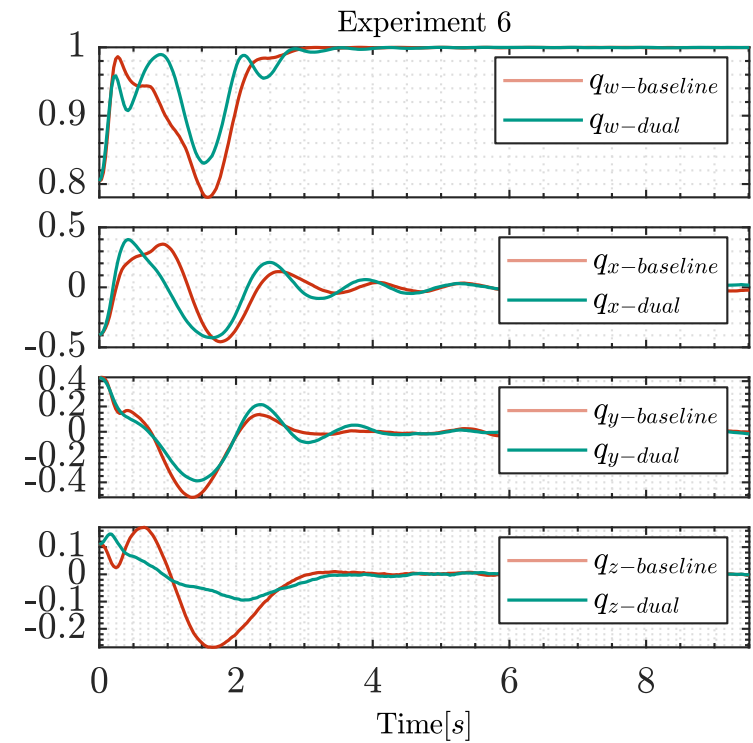 Experiment 6
1
0.9
0.8
q_{w-baseline}
q_{w-dual}
0.5
0
-0.5
q_{x-baseline}
q_{x-dual}
0.4
0.2
0
-0.2
-0.4
q_{y-baseline}
q_{y-dual}
0.1
0
-0.1
-0.2
q_{z-baseline}
q_{z-dual}
0 2 4 6 8
Time[s]